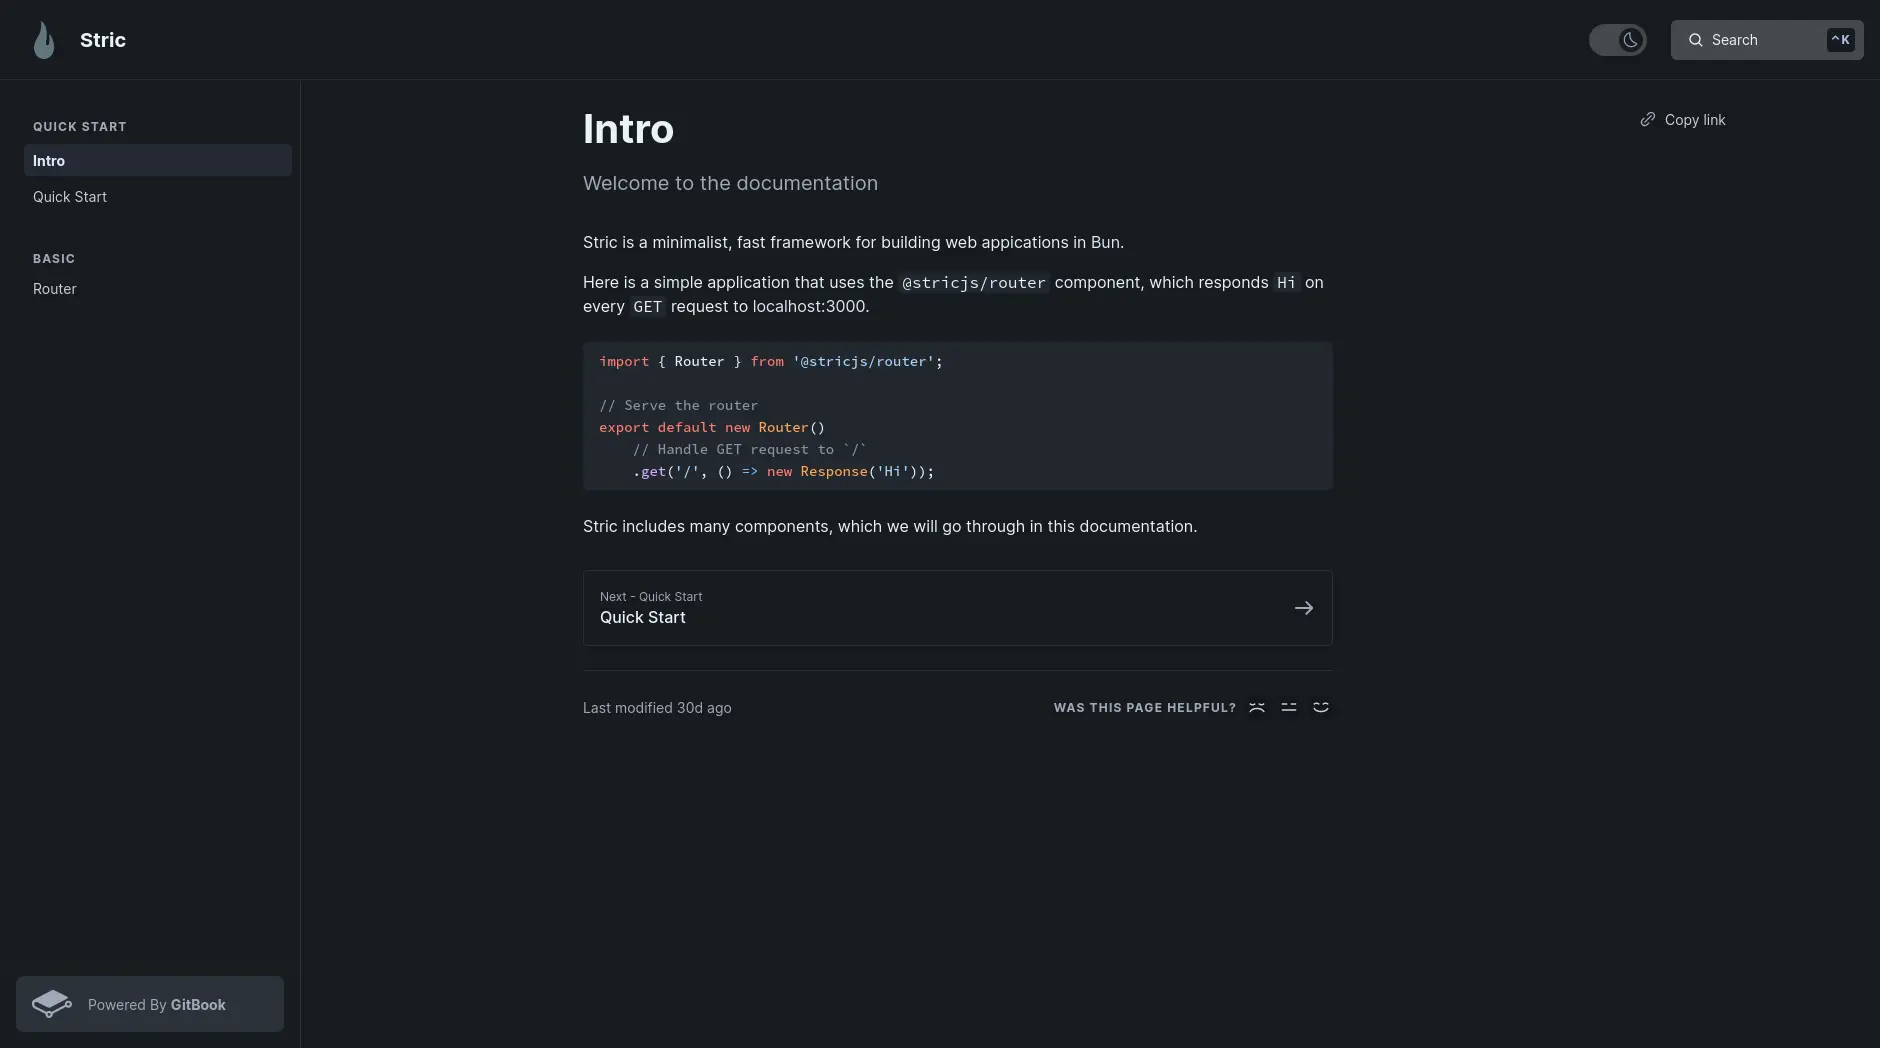 Stric
Search
^K
QUICK START
Intro
Quick Start
BASIC
Router
Powered By GitBook
Intro
Copy link
Welcome to the documentation
Stric is a minimalist, fast framework for building web appications in Bun.
Here is a simple application that uses the @stricjs/router component, which responds Hi on
every GET request to localhost:3000.
import { Router } from '@stricjs/router';
// Serve the router
export default new Router()
    // Handle GET request to `/`
    .get('/', () => new Response('Hi'));
Stric includes many components, which we will go through in this documentation.
Next - Quick Start
Quick Start
Last modified 30d ago
WAS THIS PAGE HELPFUL?